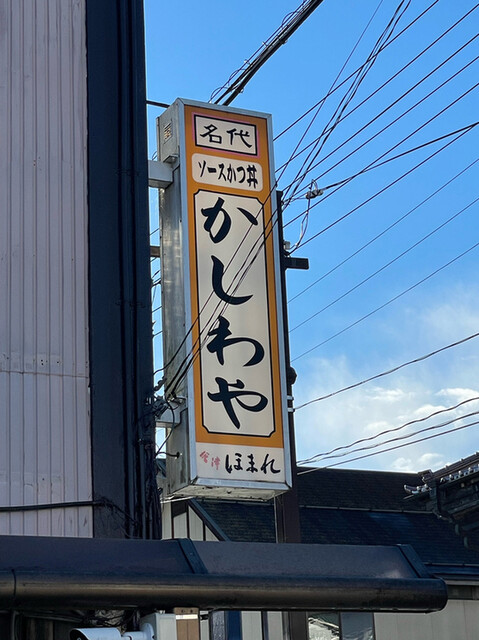 名代
ソースかつ丼
かしわや
会津 ほまれ